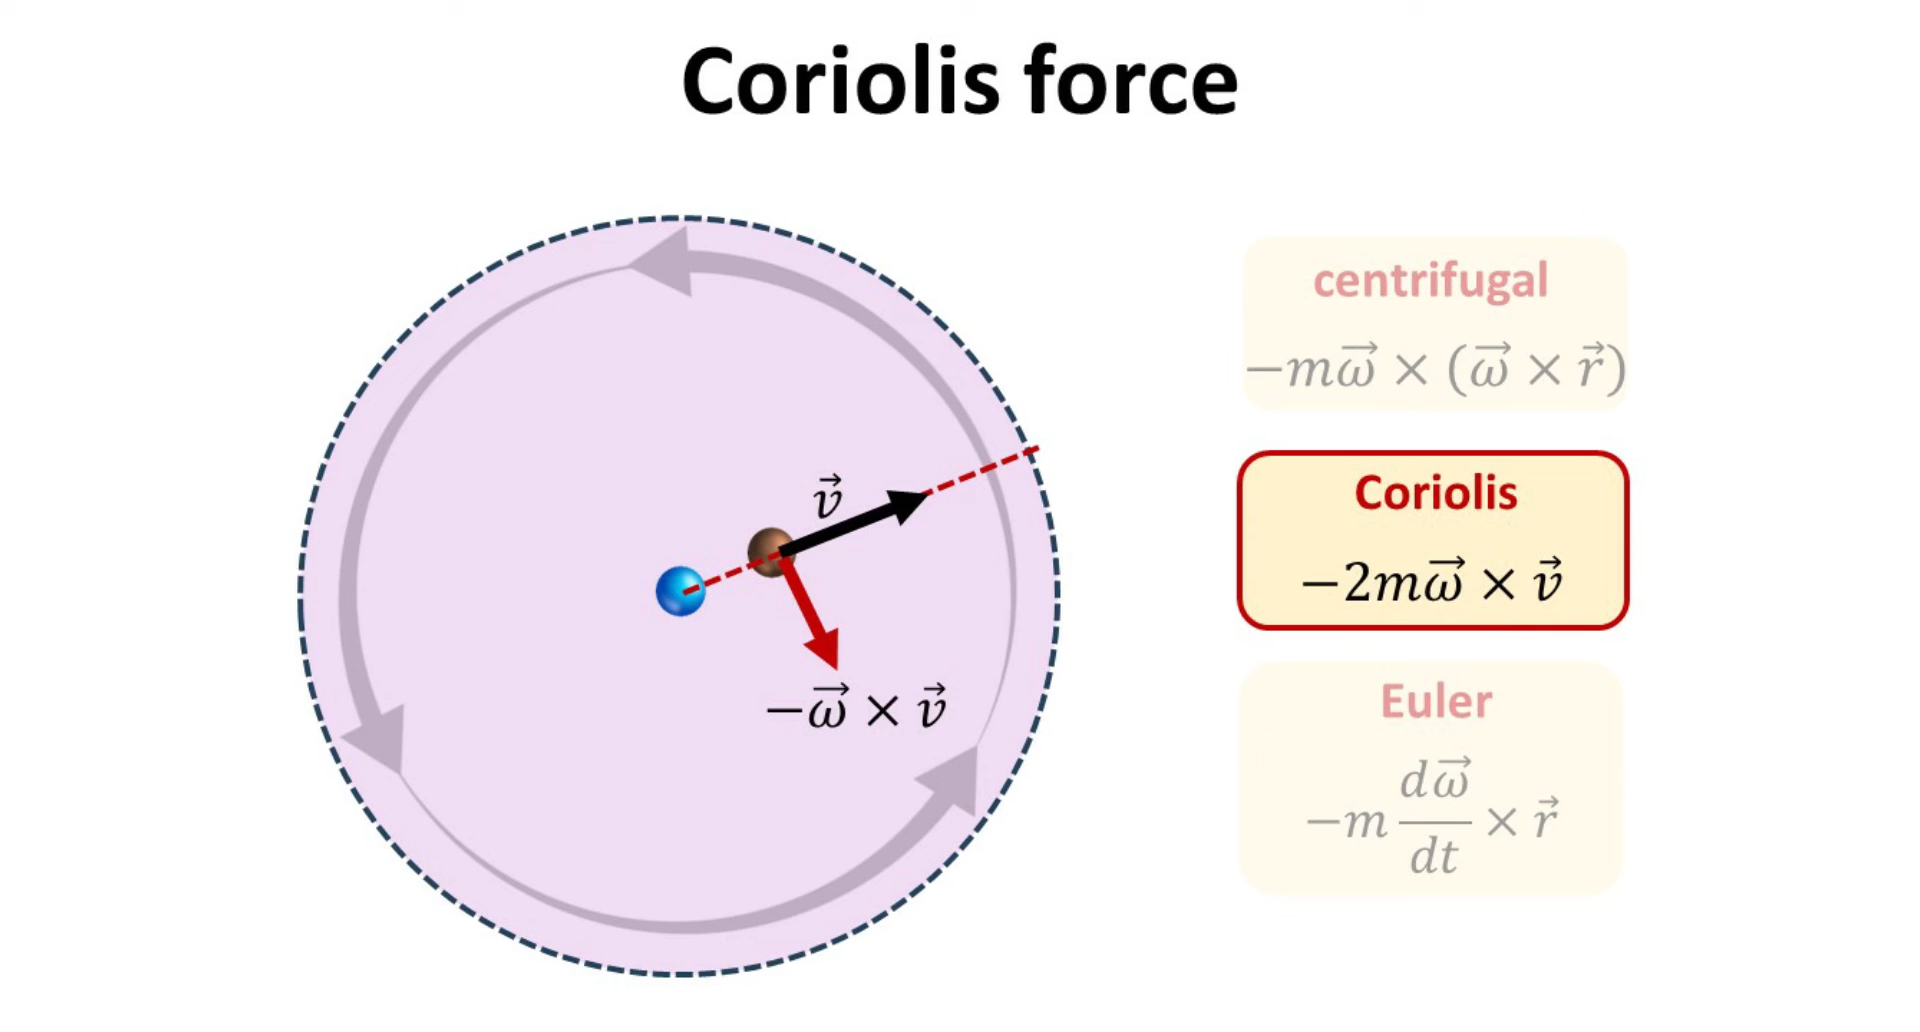 Coriolis force
centrifugal
−m𝜔⃗ × (𝜔⃗ × r⃗)
v⃗
Coriolis
−2m𝜔⃗ × v⃗
−𝜔⃗ × v⃗
Euler
−m d𝜔⃗/dt × r⃗